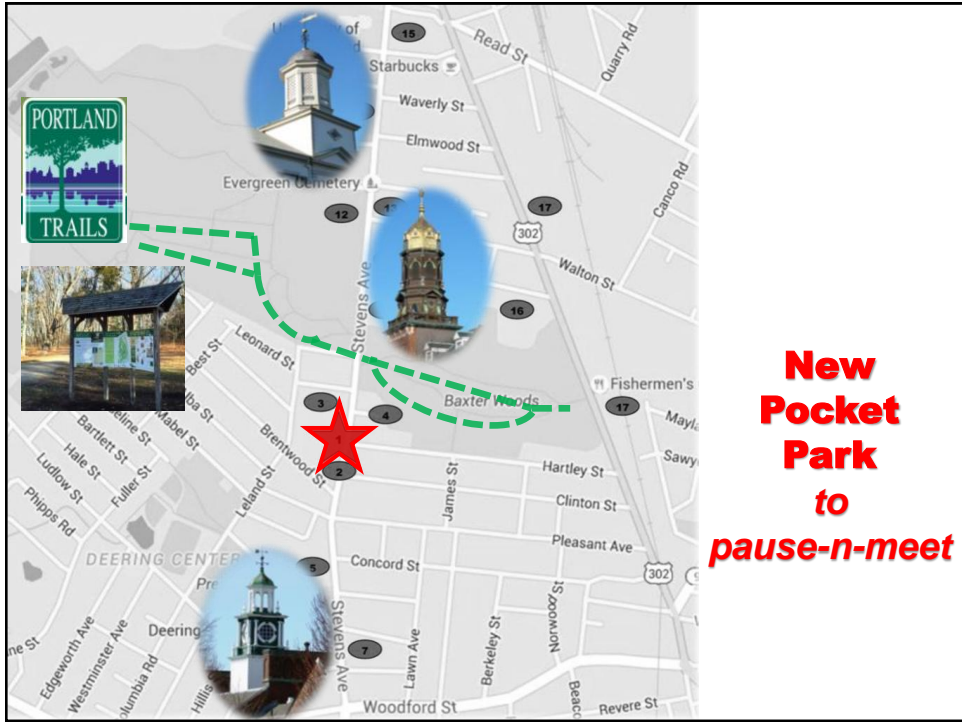 15
Read St
Quarry Rd
Starbucks
Waverly St
Elmwood St
Canco Rd
PORTLAND
TRAILS
Evergreen Cemetery
12
17
302
Walton St
Stevens Ave
16
Leonard St
Best St
Baxter Woods
Fishermen's
17
3
4
1
2
Brentwood St
Mabel St
Bartlett St
Hale St
Ludlow St
Fuller St
Phipps Rd
Leland St
James St
Hartley St
Clinton St
Pleasant Ave
DEERING CENTER
5
Concord St
302
Norwood St
Deering
Stevens Ave
7
Lawn Ave
Berkeley St
Edgeworth Ave
Westminster Ave
Woodford St
Revere St
New
Pocket
Park
to
pause-n-meet